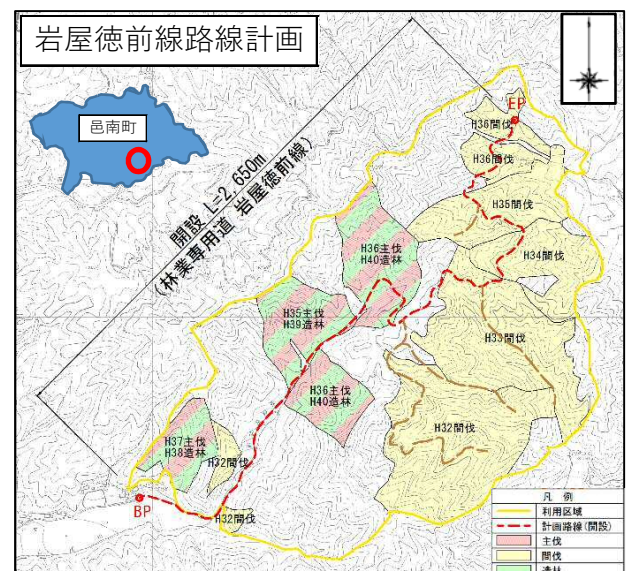 岩屋徳前線路線計画
邑南町
EP
H36間伐
H36間伐
開設 L=2,650m
(林業専用道 岩屋徳前線)
H35間伐
H36主伐
H40造林
H34間伐
H35主伐
H39造林
H33間伐
H36主伐
H40造林
H32間伐
H37主伐
H38造林
H32間伐
BP
H32間伐
凡 例
利用区域
計画路線(開設)
主伐
間伐
造林